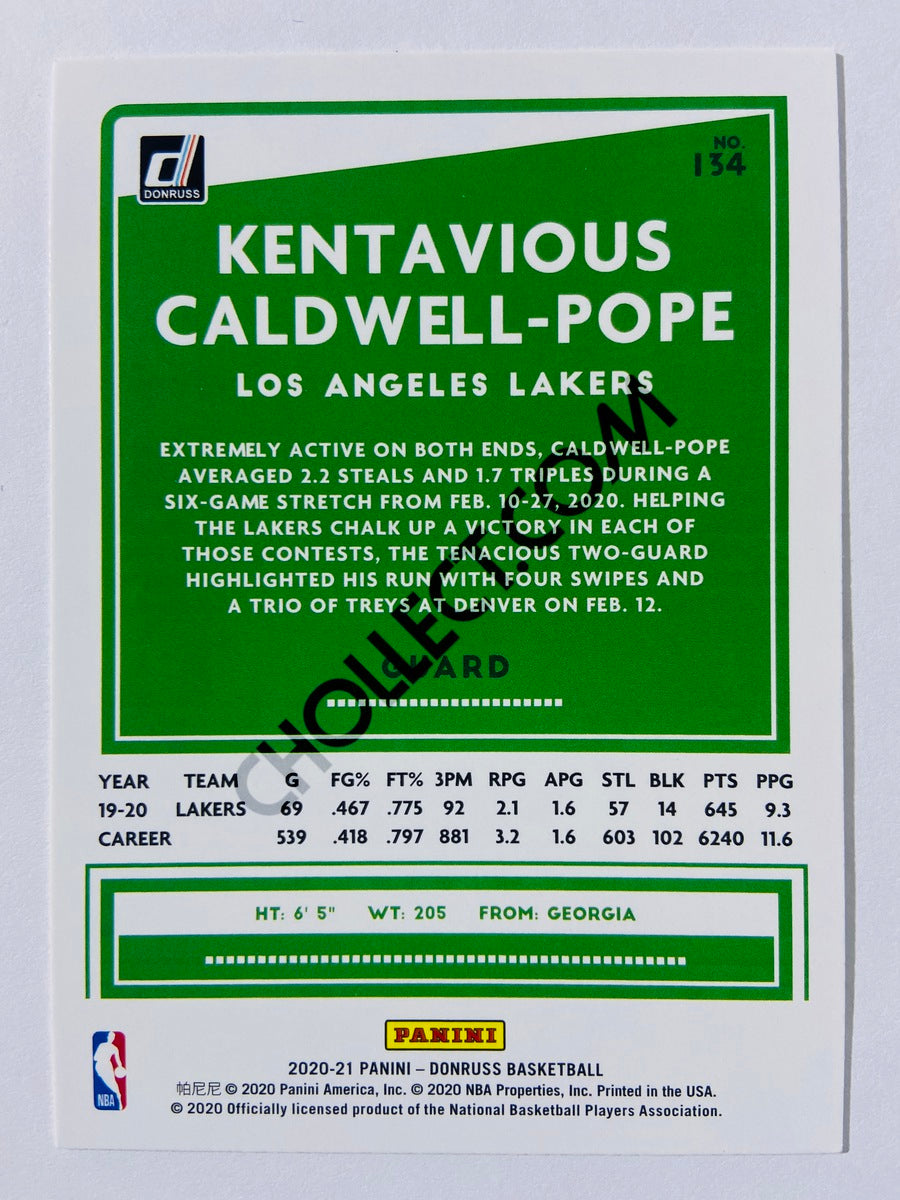 DONRUSS
NO.
134
KENTAVIOUS
CALDWELL-POPE
LOS ANGELES LAKERS
EXTREMELY ACTIVE ON BOTH ENDS, CALDWELL-POPE
AVERAGED 2.2 STEALS AND 1.7 TRIPLES DURING A
SIX-GAME STRETCH FROM FEB. 10-27, 2020. HELPING
THE LAKERS CHALK UP A VICTORY IN EACH OF
THOSE CONTESTS, THE TENACIOUS TWO-GUARD
HIGHLIGHTED HIS RUN WITH FOUR SWIPES AND
A TRIO OF TREYS AT DENVER ON FEB. 12.
GUARD
CHOLLECT.COM
YEAR TEAM G FG% FT% 3PM RPG APG STL BLK PTS PPG
19-20 LAKERS 69 .467 .775 92 2.1 1.6 57 14 645 9.3
CAREER 539 .418 .797 881 3.2 1.6 603 102 6240 11.6
HT: 6' 5" WT: 205 FROM: GEORGIA
PANINI
NBA
2020-21 PANINI – DONRUSS BASKETBALL
帕尼尼 © 2020 Panini America, Inc. © 2020 NBA Properties, Inc. Printed in the USA.
© 2020 Officially licensed product of the National Basketball Players Association.